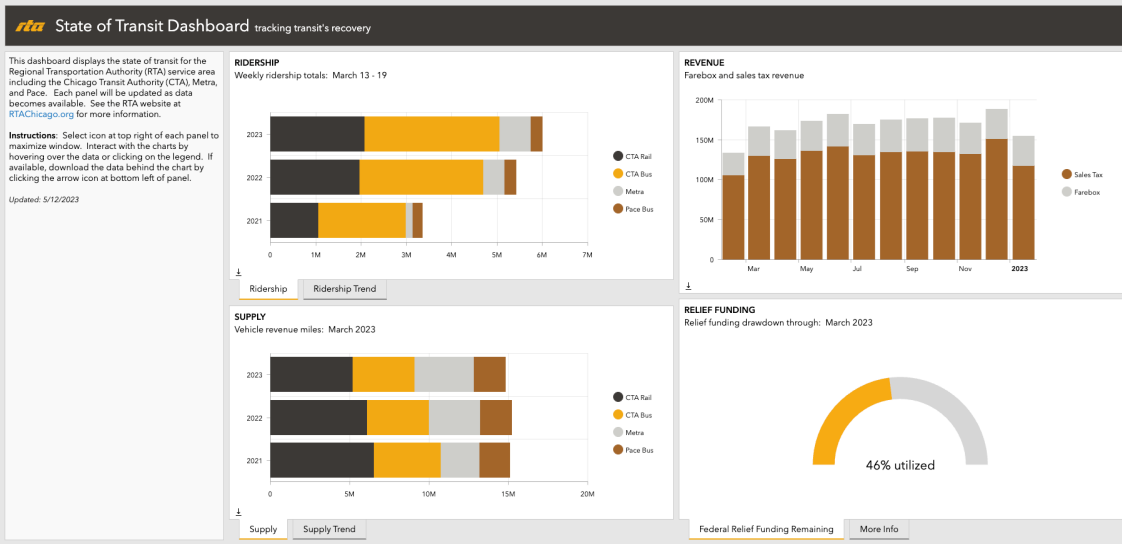 rta State of Transit Dashboard tracking transit's recovery
This dashboard displays the state of transit for the
Regional Transportation Authority (RTA) service area
including the Chicago Transit Authority (CTA), Metra,
and Pace. Each panel will be updated as data
becomes available. See the RTA website at
RTAChicago.org for more information.
Instructions: Select icon at top right of each panel to
maximize window. Interact with the charts by
hovering over the data or clicking on the legend. If
available, download the data behind the chart by
clicking the arrow icon at bottom left of panel.
Updated: 5/12/2023
RIDERSHIP
Weekly ridership totals: March 13 - 19
2023
2022
2021
0 1M 2M 3M 4M 5M 6M 7M
CTA Rail
CTA Bus
Metra
Pace Bus
Ridership Ridership Trend
SUPPLY
Vehicle revenue miles: March 2023
2023
2022
2021
0 5M 10M 15M 20M
CTA Rail
CTA Bus
Metra
Pace Bus
Supply Supply Trend
REVENUE
Farebox and sales tax revenue
200M
150M
100M
50M
0
Mar May Jul Sep Nov 2023
Sales Tax
Farebox
RELIEF FUNDING
Relief funding drawdown through: March 2023
46% utilized
Federal Relief Funding Remaining More Info